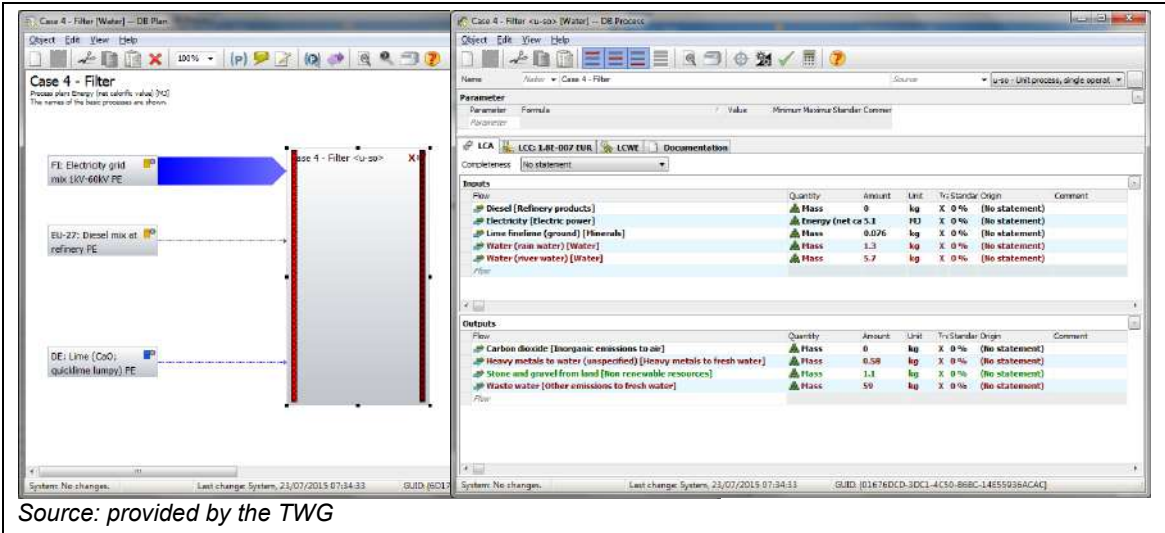 Case 4 - Filter [Water] -- DB Plan
Object Edit View Help
100%
Case 4 - Filter
Process plan: Energy (net calorific value) [MJ]
The names of the basic processes are shown.
FI: Electricity grid
mix 1kV-60kV PE
EU-27: Diesel mix at
refinery PE
DE: Lime (CaO;
quicklime lumpy) PE
ase 4 - Filter <u-so>
System: No changes.
Last change: System, 23/07/2015 07:34:33
GUID: {6D17
Case 4 - Filter <u-so> [Water] -- DB Process
Object Edit View Help
Name Case 4 - Filter Source u-so - Unit process, single operat
Parameter
Parameter Formula Value Minimum Maximur Standar Commer
Parameter
LCA LCC: 1.8E-007 EUR LCWE Documentation
Completeness No statement
Inputs
Flow Quantity Amount Unit Standar Origin Comment
Diesel [Refinery products] Mass 0 kg X 0 % (No statement)
Electricity [Electric power] Energy (net ca 5.1 MJ X 0 % (No statement)
Lime finelime (ground) [Minerals] Mass 0.076 kg X 0 % (No statement)
Water (rain water) [Water] Mass 1.3 kg X 0 % (No statement)
Water (river water) [Water] Mass 5.7 kg X 0 % (No statement)
Flow
Outputs
Flow Quantity Amount Unit Standar Origin Comment
Carbon dioxide [Inorganic emissions to air] Mass 0 kg X 0 % (No statement)
Heavy metals to water (unspecified) [Heavy metals to fresh water] Mass 0.58 kg X 0 % (No statement)
Stone and gravel from land [Non renewable resources] Mass 1.1 kg X 0 % (No statement)
Waste water [Other emissions to fresh water] Mass 59 kg X 0 % (No statement)
Flow
System: No changes.
Last change: System, 23/07/2015 07:34:33
Source: provided by the TWG